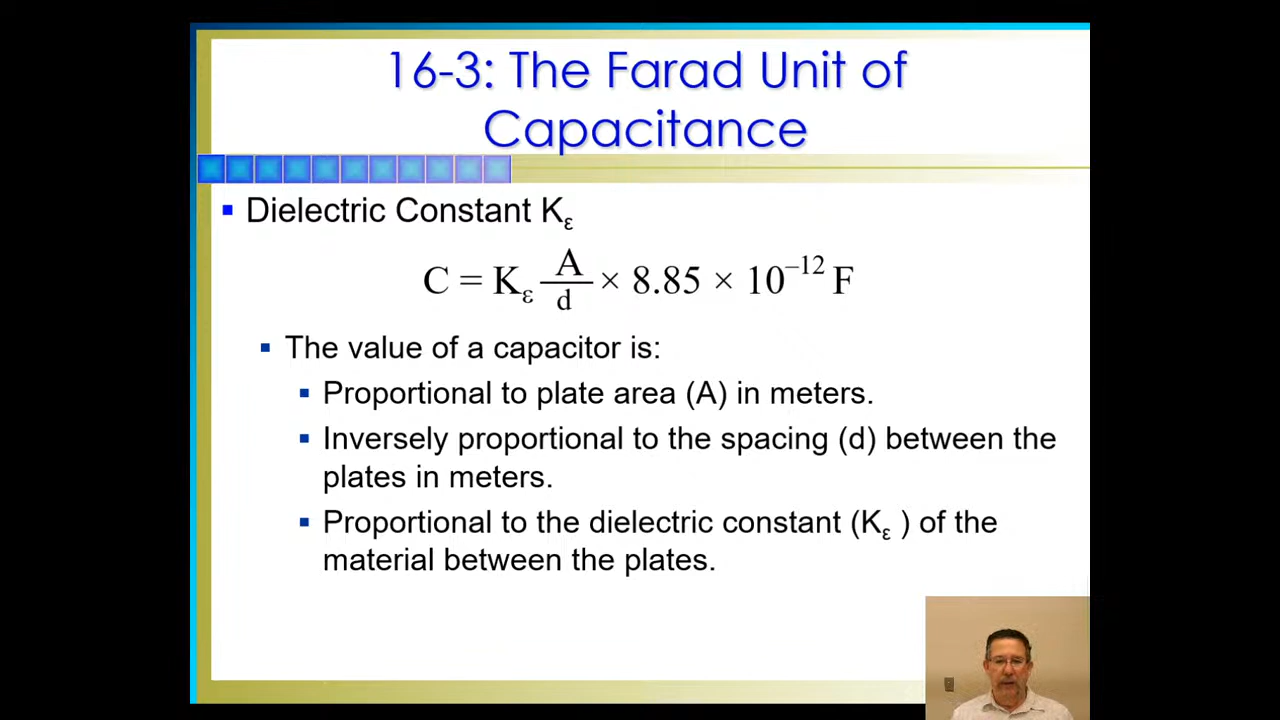 16-3: The Farad Unit of
Capacitance
Dielectric Constant Kε
C = Kε A/d × 8.85 × 10⁻¹² F
The value of a capacitor is:
Proportional to plate area (A) in meters.
Inversely proportional to the spacing (d) between the
plates in meters.
Proportional to the dielectric constant (Kε ) of the
material between the plates.